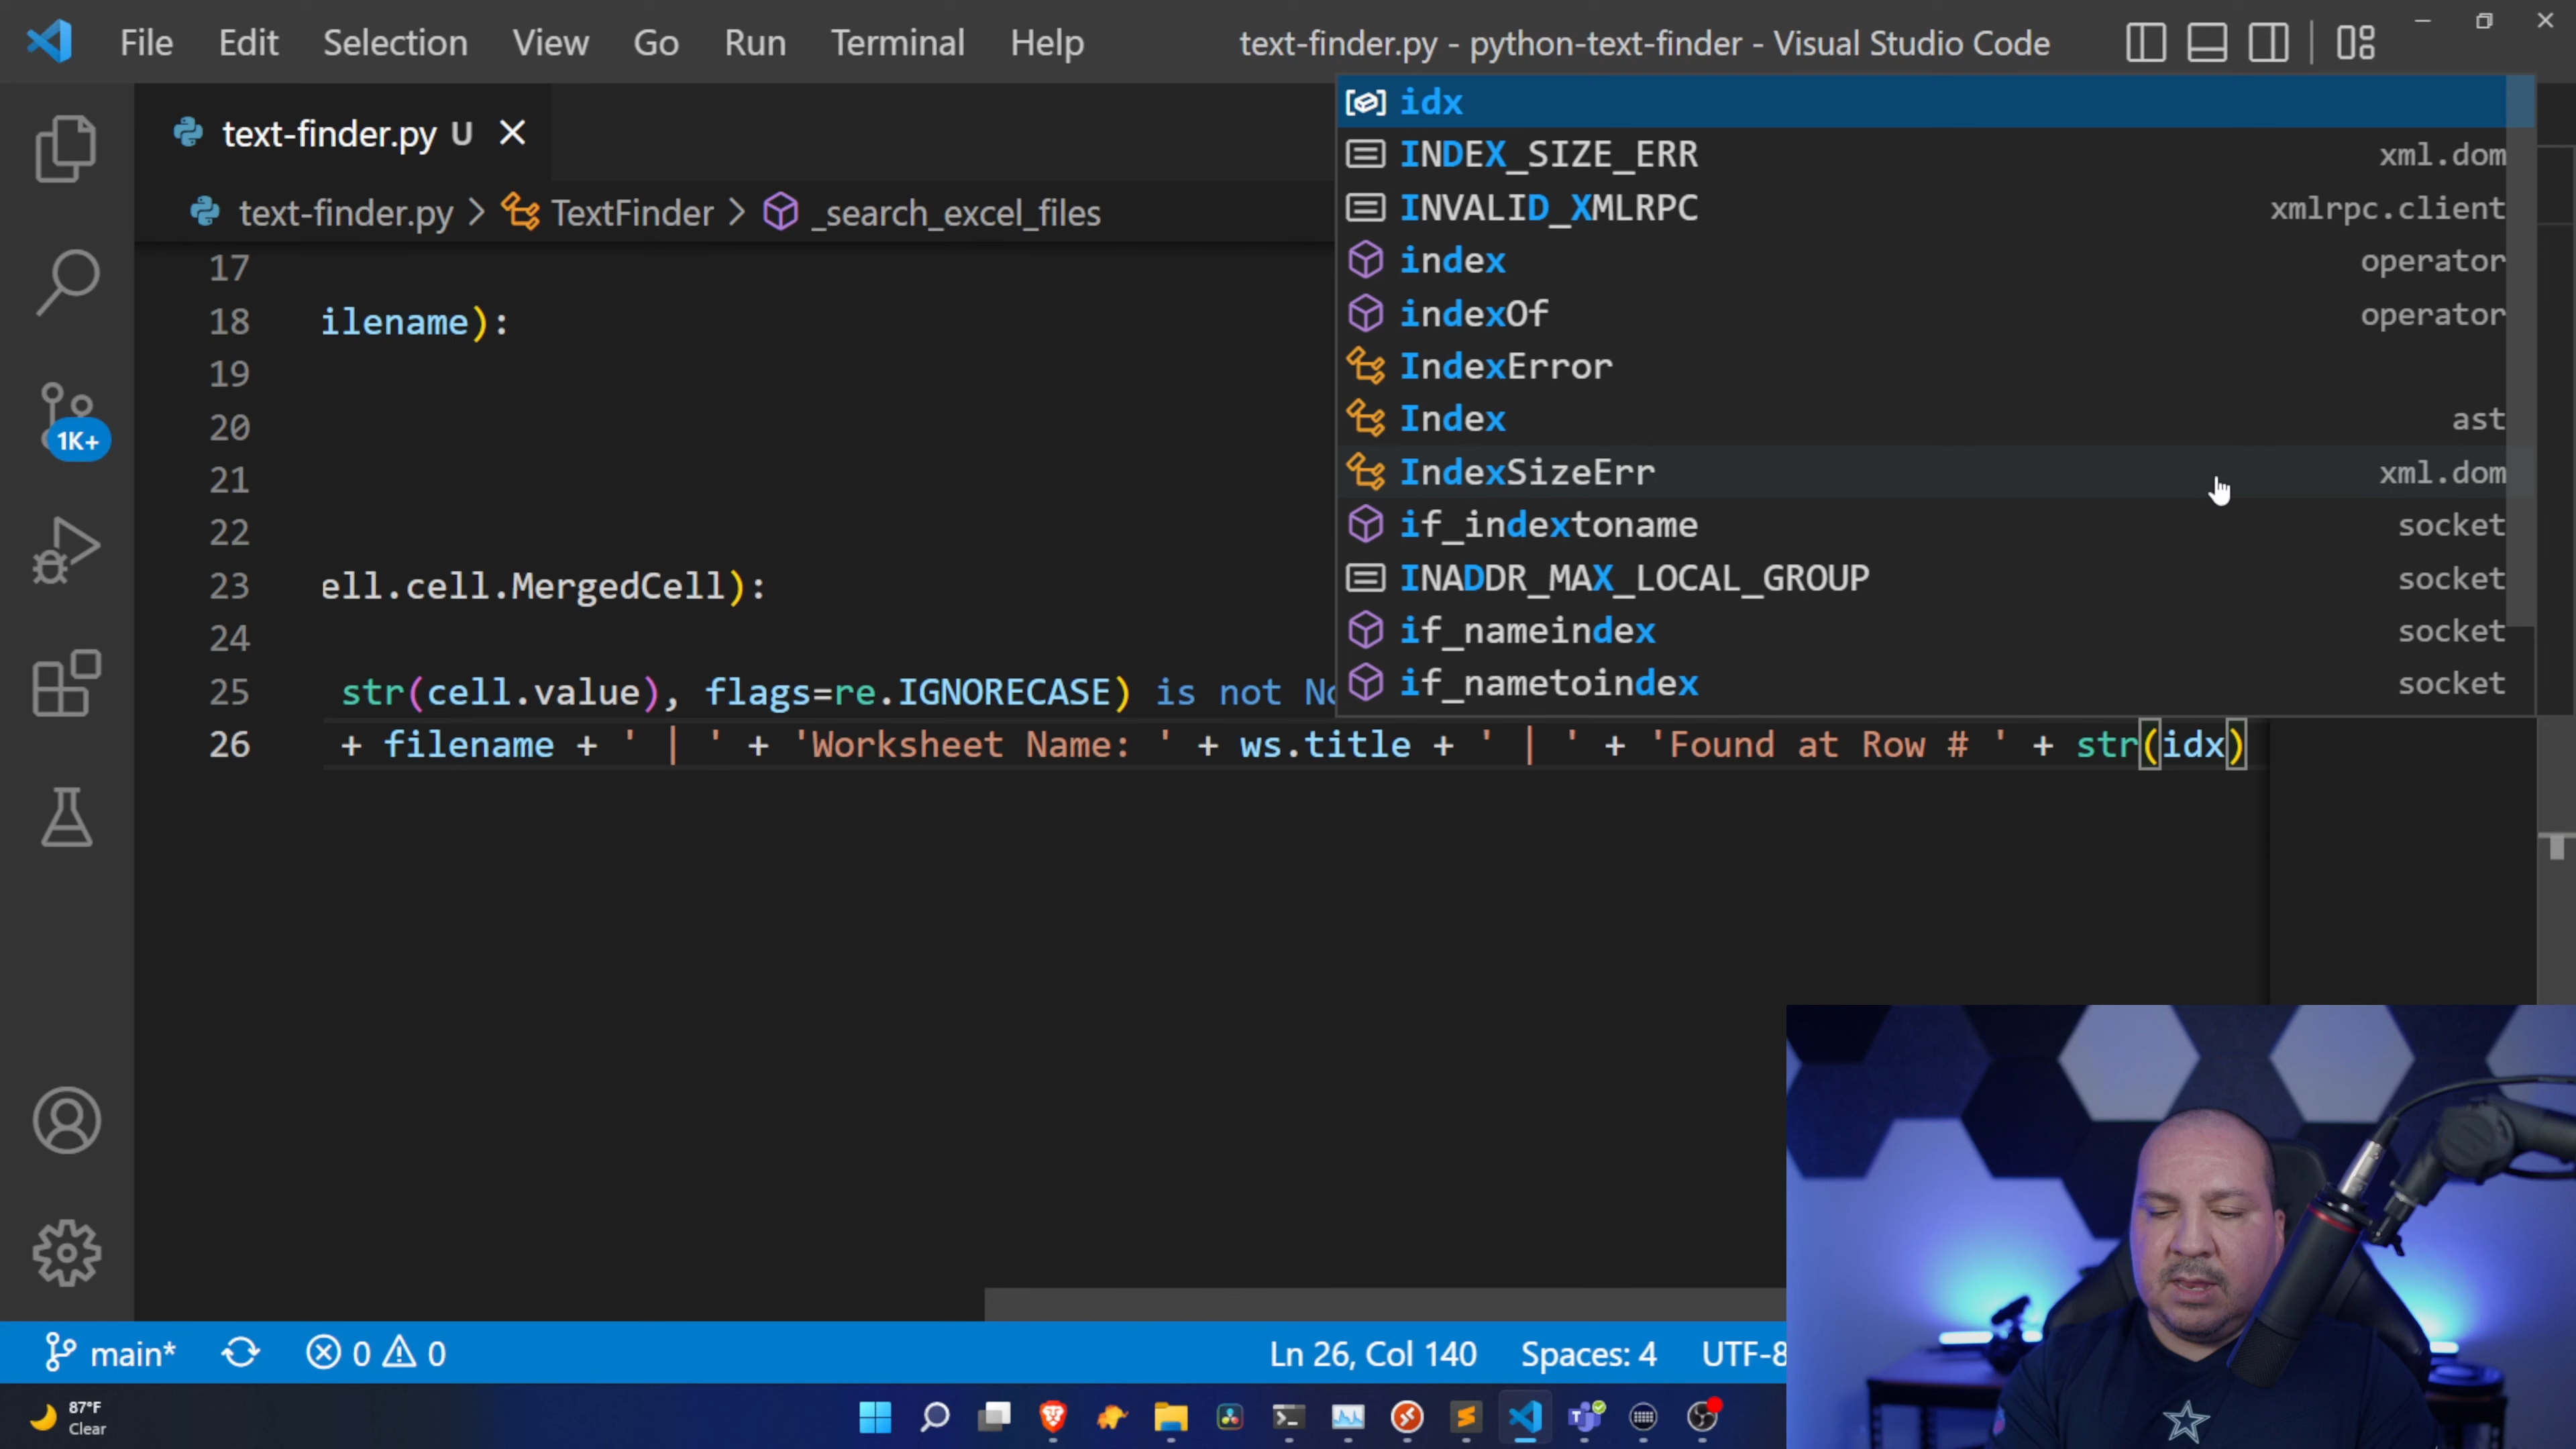 File Edit Selection View Go Run Terminal Help text-finder.py - python-text-finder - Visual Studio Code
text-finder.py U
text-finder.py > TextFinder > _search_excel_files
idx
INDEX_SIZE_ERR xml.dom
INVALID_XMLRPC xmlrpc.client
index operator
indexOf operator
IndexError
Index ast
IndexSizeErr xml.dom
if_indextoname socket
INADDR_MAX_LOCAL_GROUP socket
if_nameindex socket
if_nametoindex socket
17
18 ilename):
19
20
21
22
23 ell.cell.MergedCell):
24
25 str(cell.value), flags=re.IGNORECASE) is not No
26 + filename + ' | ' + 'Worksheet Name: ' + ws.title + ' | ' + 'Found at Row # ' + str(idx)
1K+
main* 0 0 Ln 26, Col 140 Spaces: 4 UTF-8
87°F
Clear